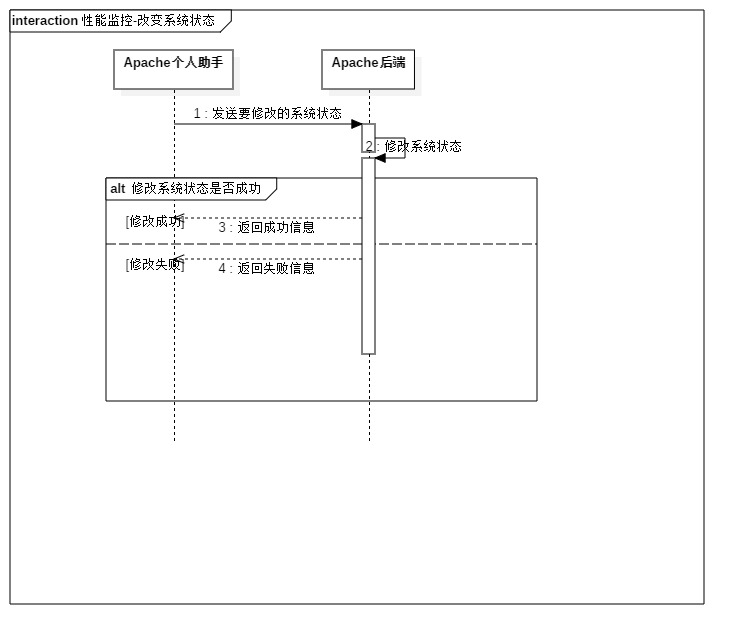 interaction 性能监控-改变系统状态
Apache个人助手
Apache后端
1 : 发送要修改的系统状态
2 : 修改系统状态
alt 修改系统状态是否成功
[修改成功]
3 : 返回成功信息
[修改失败]
4 : 返回失败信息